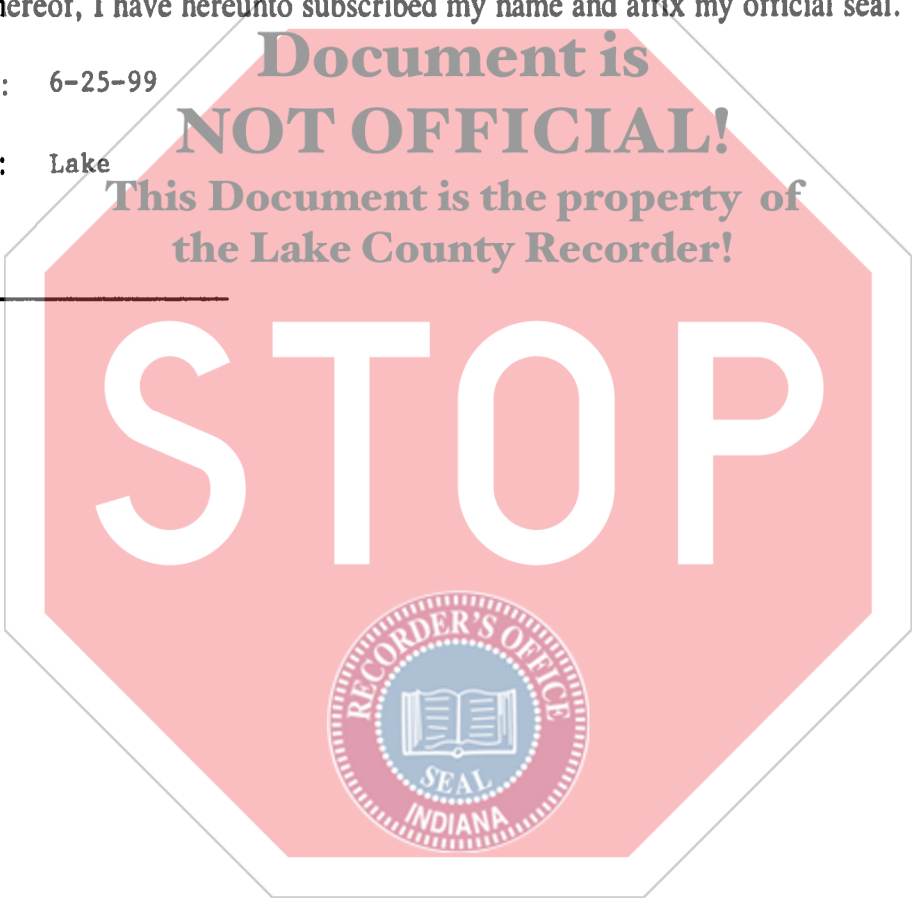 hereof, I have hereunto subscribed my name and affix my official seal.
Document is
: 6-25-99
NOT OFFICIAL!
: Lake
This Document is the property of
the Lake County Recorder!
STOP
RECORDER'S OFFICE
SEAL
INDIANA